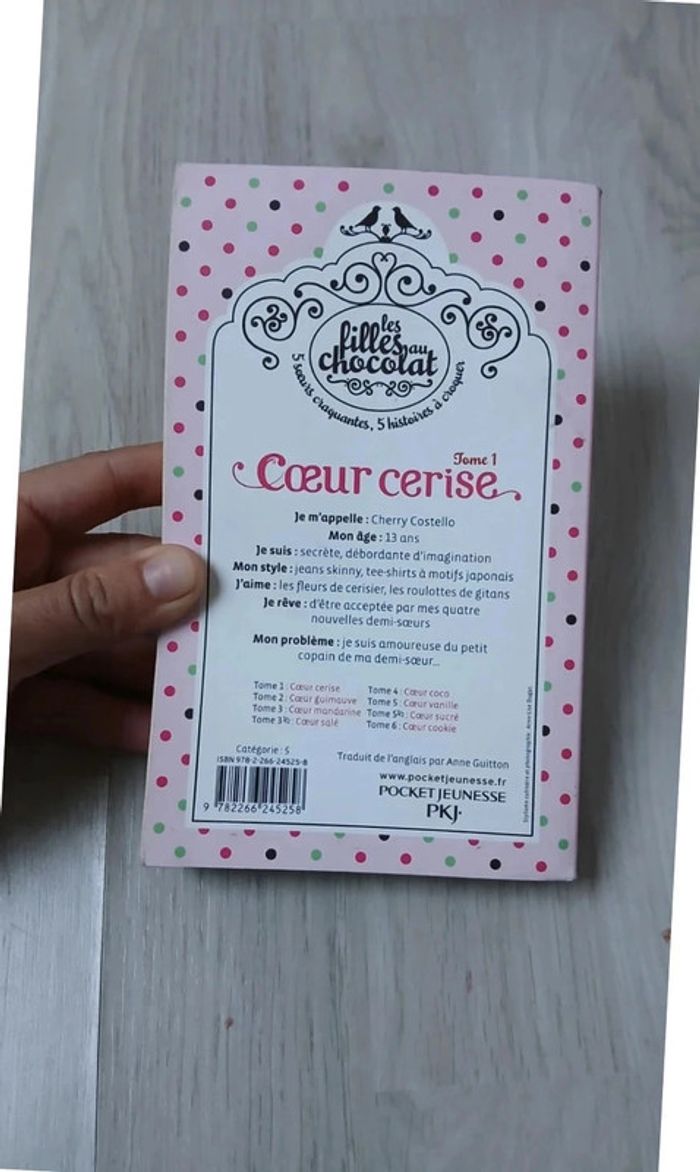 les
filles au
chocolat
5 sœurs craquantes, 5 histoires à croquer
Tome 1
Cœur cerise
Je m'appelle : Cherry Costello
Mon âge : 13 ans
Je suis : secrète, débordante d'imagination
Mon style : jeans skinny, tee-shirts à motifs japonais
J'aime : les fleurs de cerisier, les roulottes de gitans
Je rêve : d'être acceptée par mes quatre
nouvelles demi-sœurs
Mon problème : je suis amoureuse du petit
copain de ma demi-sœur...
Tome 1 : Cœur cerise
Tome 2 : Cœur guimauve
Tome 3 : Cœur mandarine
Tome 3½ : Cœur salé
Tome 4 : Cœur coco
Tome 5 : Cœur vanille
Tome 5½ : Cœur sucré
Tome 6 : Cœur cookie
Catégorie : 5
ISBN 978-2-266-24525-8
9 782266 245258
Traduit de l'anglais par Anne Guitton
www.pocketjeunesse.fr
POCKET JEUNESSE
PKJ·